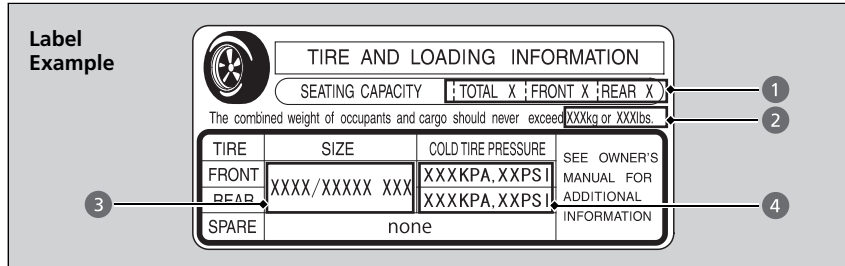 Label
Example
TIRE AND LOADING INFORMATION
SEATING CAPACITY TOTAL X FRONT X REAR X
1
The combined weight of occupants and cargo should never exceed XXXkg or XXXlbs.
2
TIRE SIZE COLD TIRE PRESSURE
SEE OWNER'S
MANUAL FOR
ADDITIONAL
INFORMATION
FRONT XXXX/XXXXX XXX XXXKPA,XXPSI
REAR XXXKPA,XXPSI
3
4
SPARE none